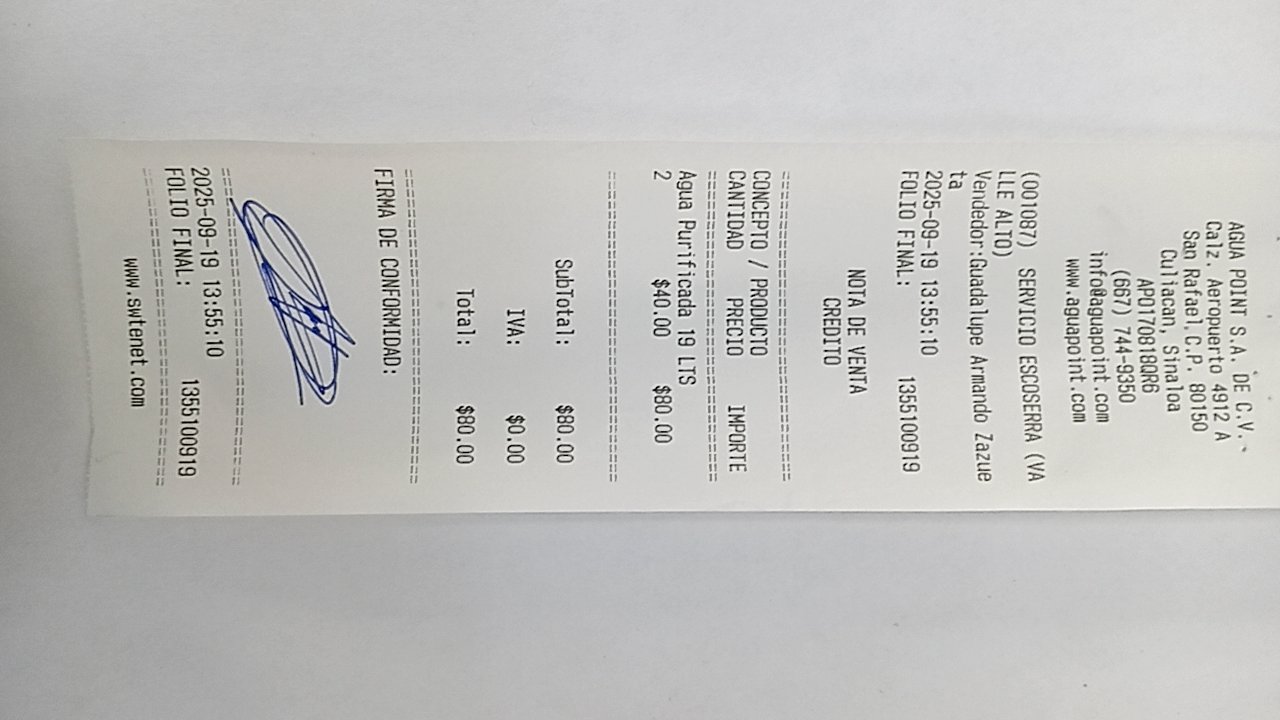 AGUA POINT S.A. DE C.V.
Calz. Aeropuerto 4912 A
San Rafael, C.P. 80150
Culiacan, Sinaloa
APO170818QR6
(667) 744-9350
info@aguapoint.com
www.aguapoint.com
(001087) SERVICIO ESCOSERRA (VA
LLE ALTO)
Vendedor:Guadalupe Armando Zazue
ta
2025-09-19 13:55:10
FOLIO FINAL: 1355100919
NOTA DE VENTA
CREDITO
================================
CONCEPTO / PRODUCTO
CANTIDAD PRECIO IMPORTE
================================
Agua Purificada 19 LTS
2 $40.00 $80.00
================================
SubTotal: $80.00
IVA: $0.00
Total: $80.00
================================
FIRMA DE CONFORMIDAD:
================================
2025-09-19 13:55:10
FOLIO FINAL: 1355100919
================================
www.swtenet.com